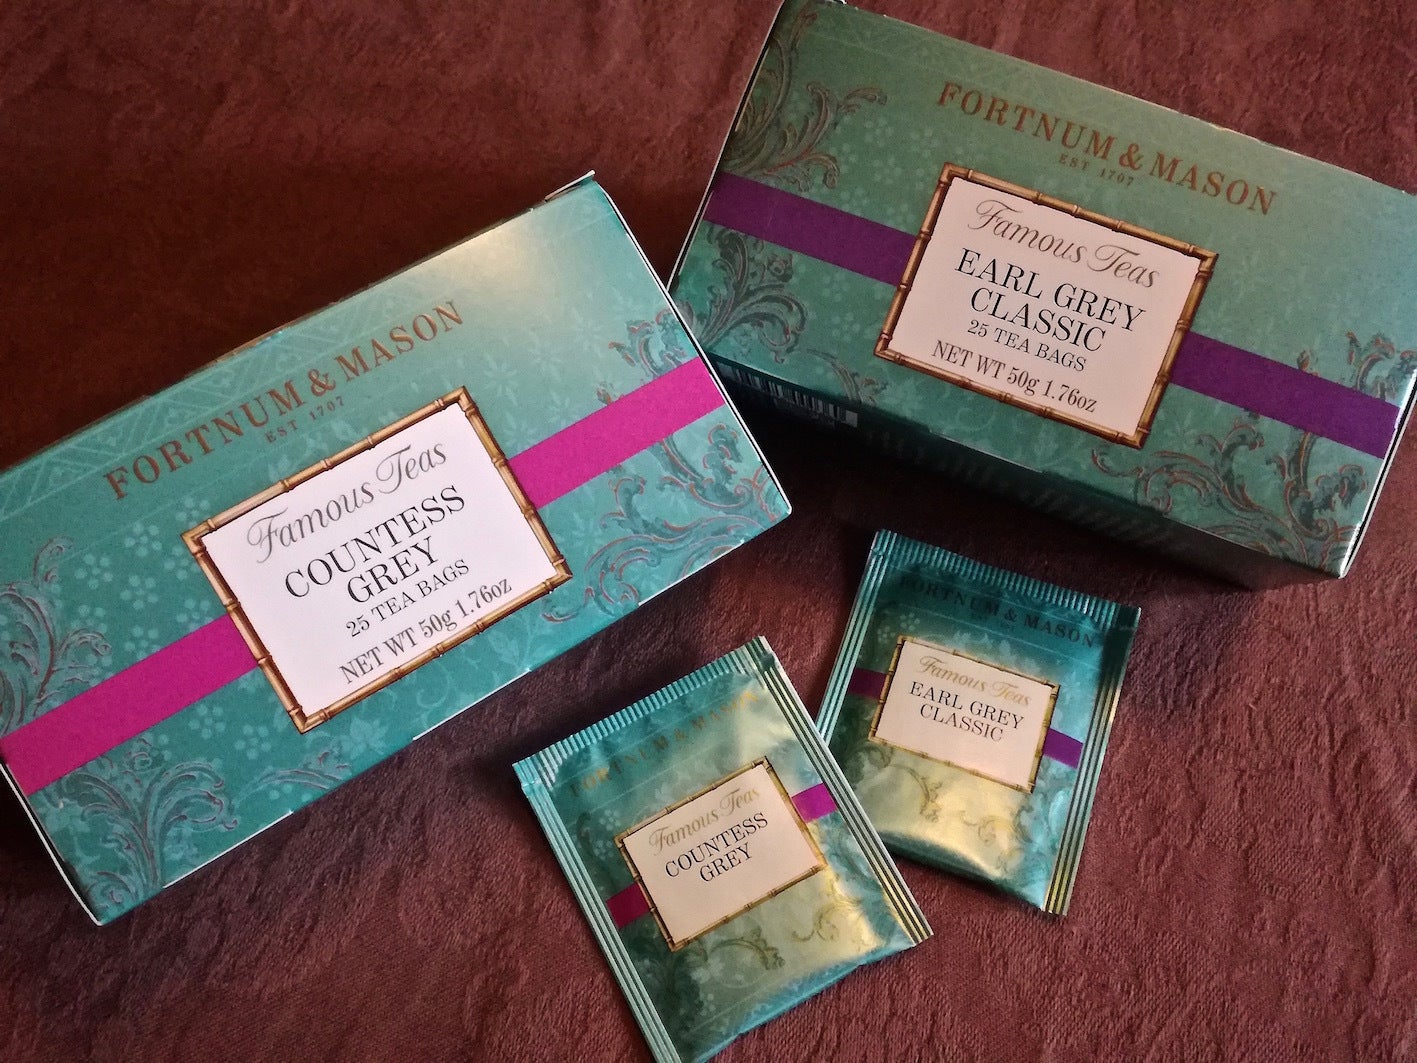 FORTNUM & MASON
EST 1707
Famous Teas
COUNTESS
GREY
25 TEA BAGS
NET WT 50g 1.76oz
FORTNUM & MASON
EST 1707
Famous Teas
EARL GREY
CLASSIC
25 TEA BAGS
NET WT 50g 1.76oz
FORTNUM & MASON
Famous Teas
COUNTESS
GREY
FORTNUM & MASON
Famous Teas
EARL GREY
CLASSIC